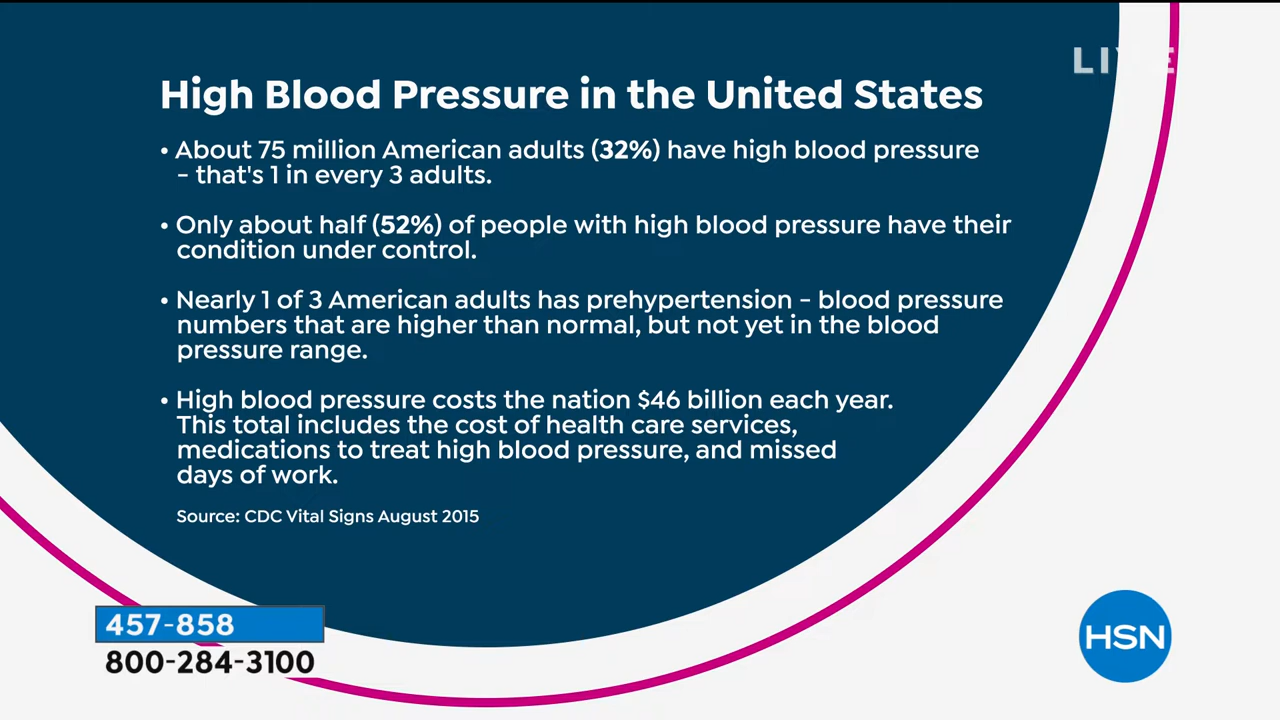 LIVE
High Blood Pressure in the United States
• About 75 million American adults (32%) have high blood pressure
– that's 1 in every 3 adults.
• Only about half (52%) of people with high blood pressure have their
condition under control.
• Nearly 1 of 3 American adults has prehypertension – blood pressure
numbers that are higher than normal, but not yet in the blood
pressure range.
• High blood pressure costs the nation $46 billion each year.
This total includes the cost of health care services,
medications to treat high blood pressure, and missed
days of work.
Source: CDC Vital Signs August 2015
457-858
800-284-3100
HSN